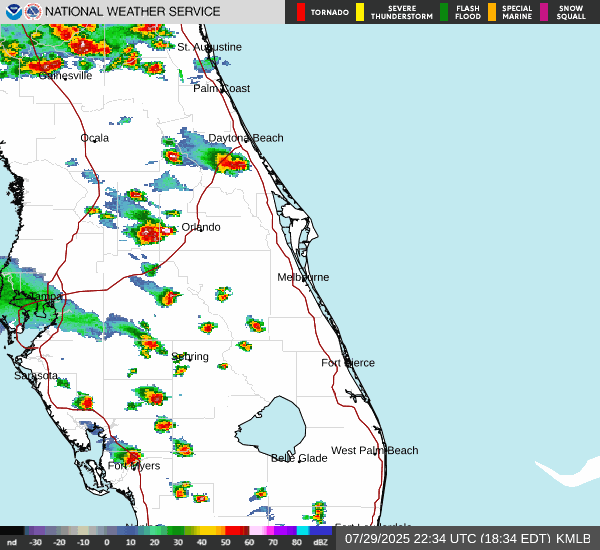 NATIONAL WEATHER SERVICE
TORNADO
SEVERE THUNDERSTORM
FLASH FLOOD
SPECIAL MARINE
SNOW SQUALL
St. Augustine
Gainesville
Palm Coast
Ocala
Daytona Beach
Orlando
Melbourne
Tampa
Sebring
Fort Pierce
Sarasota
West Palm Beach
Belle Glade
Fort Myers
nd -30 -20 -10 0 10 20 30 40 50 60 70 80 dBZ
07/29/2025 22:34 UTC (18:34 EDT) KMLB